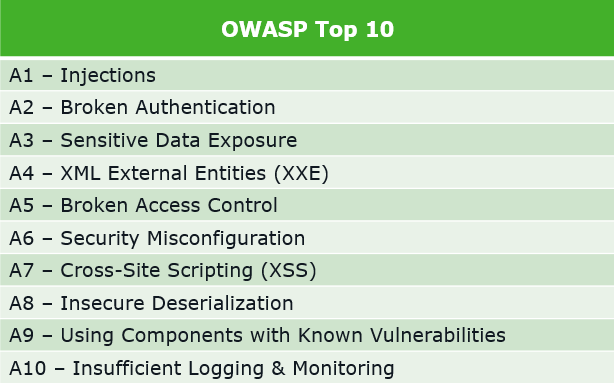 OWASP Top 10
A1 – Injections
A2 – Broken Authentication
A3 – Sensitive Data Exposure
A4 – XML External Entities (XXE)
A5 – Broken Access Control
A6 – Security Misconfiguration
A7 – Cross-Site Scripting (XSS)
A8 – Insecure Deserialization
A9 – Using Components with Known Vulnerabilities
A10 – Insufficient Logging & Monitoring